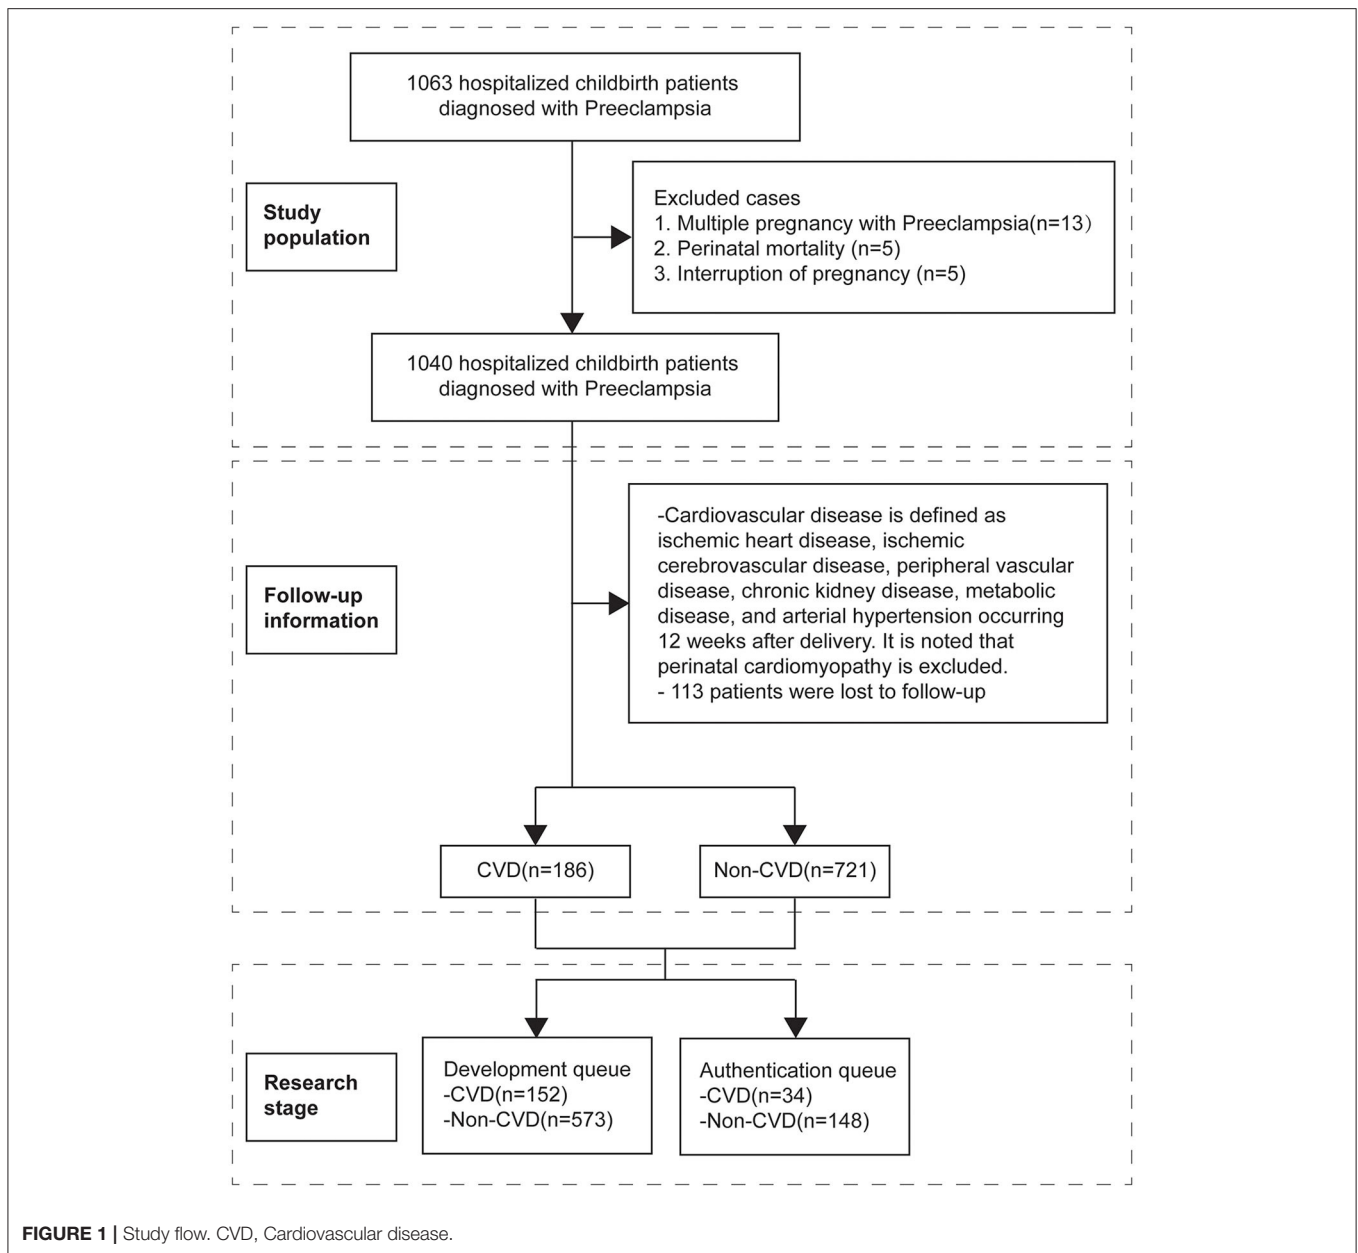 1063 hospitalized childbirth patients
diagnosed with Preeclampsia
Study
population
Excluded cases
1. Multiple pregnancy with Preeclampsia(n=13）
2. Perinatal mortality (n=5)
3. Interruption of pregnancy (n=5)
1040 hospitalized childbirth patients
diagnosed with Preeclampsia
Follow-up
information
-Cardiovascular disease is defined as
ischemic heart disease, ischemic
cerebrovascular disease, peripheral vascular
disease, chronic kidney disease, metabolic
disease, and arterial hypertension occurring
12 weeks after delivery. It is noted that
perinatal cardiomyopathy is excluded.
- 113 patients were lost to follow-up
CVD(n=186)
Non-CVD(n=721)
Research
stage
Development queue
-CVD(n=152)
-Non-CVD(n=573)
Authentication queue
-CVD(n=34)
-Non-CVD(n=148)
FIGURE 1 | Study flow. CVD, Cardiovascular disease.